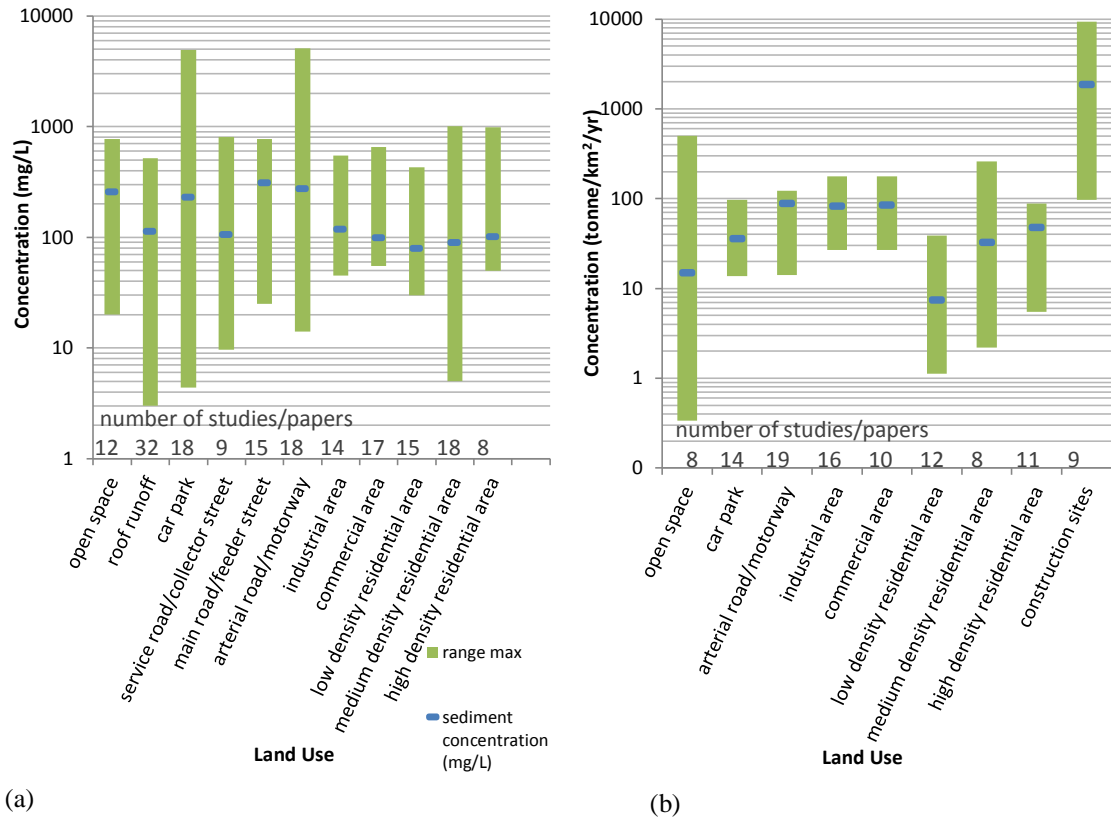 10000
1000
100
10
1
Concentration (mg/L)
number of studies/papers
12 32 18 9 15 18 14 17 15 18 8
open space
roof runoff
car park
service road/collector street
main road/feeder street
arterial road/motorway
industrial area
commercial area
low density residential area
medium density residential area
high density residential area
range max
sediment
concentration
(mg/L)
Land Use
(a)
10000
1000
100
10
1
0
Concentration (tonne/km²/yr)
number of studies/papers
8 14 19 16 10 12 8 11 9
open space
car park
arterial road/motorway
industrial area
commercial area
low density residential area
medium density residential area
high density residential area
construction sites
Land Use
(b)